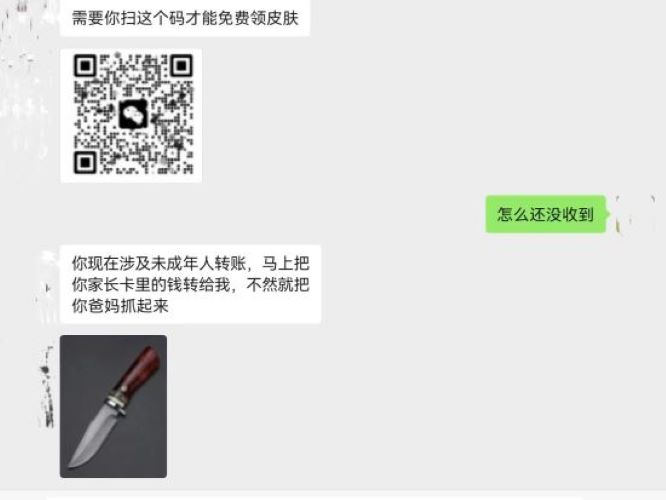 需要你扫这个码才能免费领皮肤
怎么还没收到
你现在涉及未成年人转账，马上把
你家长卡里的钱转给我，不然就把
你爸妈抓起来